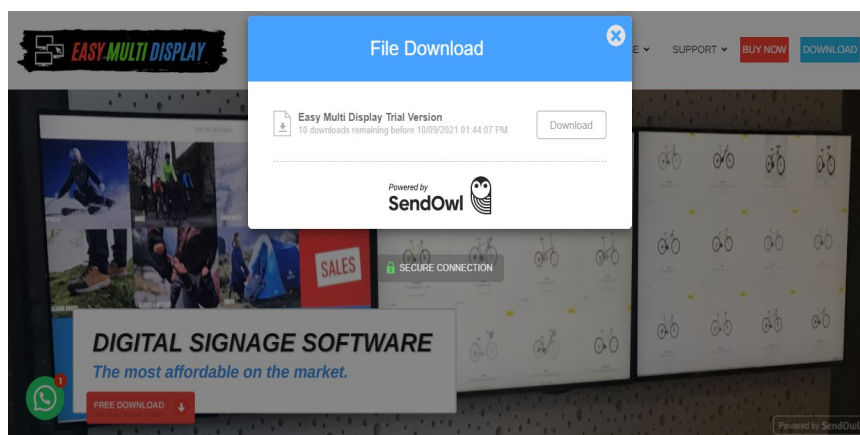 EASY MULTI DISPLAY
File Download
SUPPORT
BUY NOW
DOWNLOAD
Easy Multi Display Trial Version
10 downloads remaining before 10/09/2021 01:44:07 PM
Download
Powered by
SendOwl
SALES
SECURE CONNECTION
DIGITAL SIGNAGE SOFTWARE
The most affordable on the market.
1
FREE DOWNLOAD
Powered by SendOwl